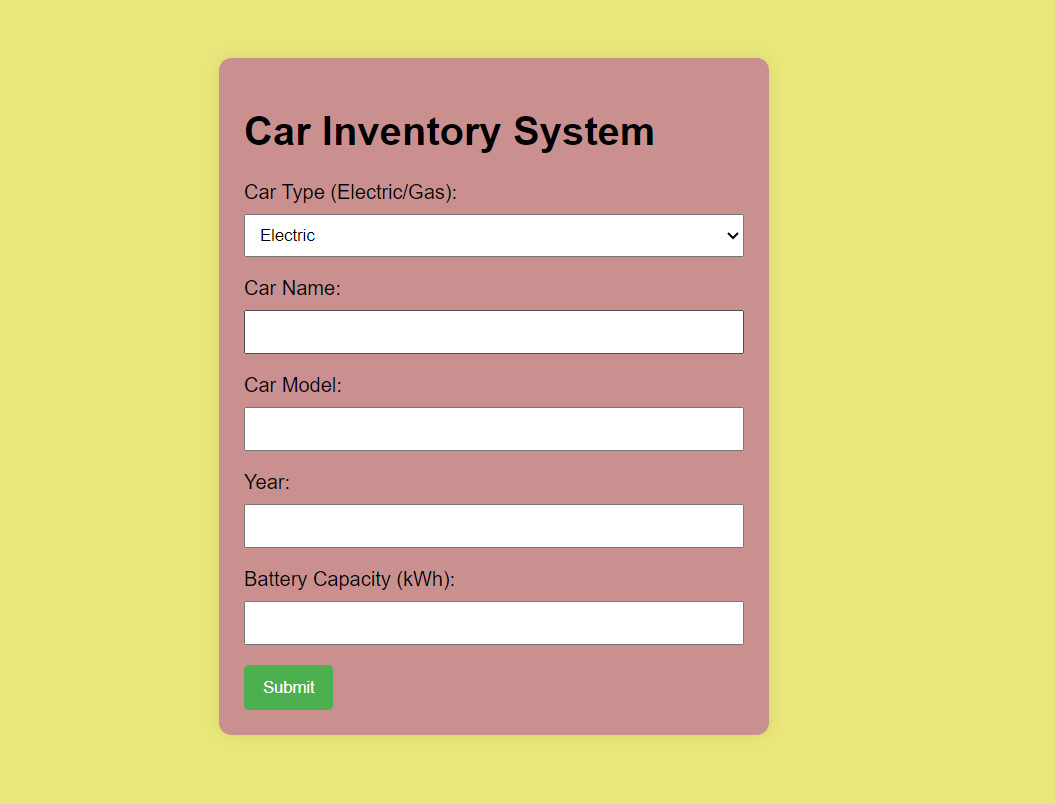 Car Inventory System
Car Type (Electric/Gas):
Electric
Car Name:
Car Model:
Year:
Battery Capacity (kWh):
Submit